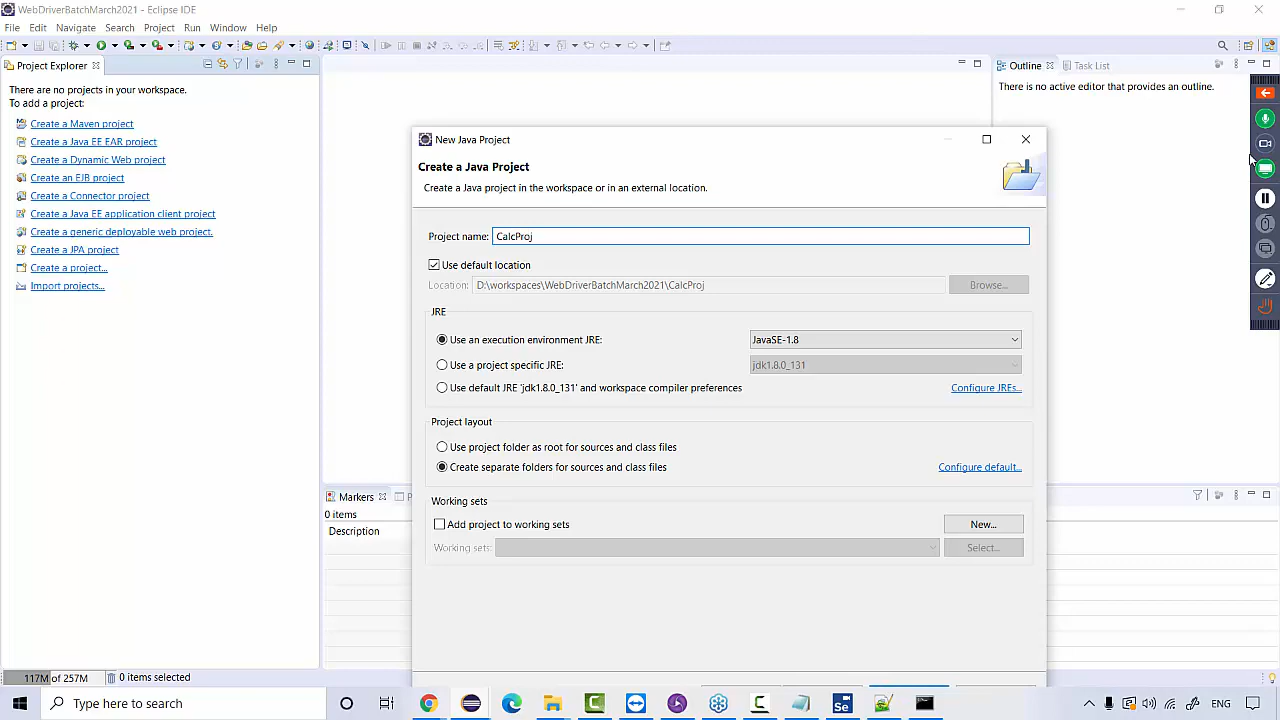 WebDriverBatchMarch2021 - Eclipse IDE
File Edit Navigate Search Project Run Window Help
Project Explorer
Outline
Task List
There are no projects in your workspace.
To add a project:
Create a Maven project
Create a Java EE EAR project
Create a Dynamic Web project
Create an EJB project
Create a Connector project
Create a Java EE application client project
Create a generic deployable web project.
Create a JPA project
Create a project...
Import projects...
There is no active editor that provides an outline.
New Java Project
Create a Java Project
Create a Java project in the workspace or in an external location.
Project name: CalcProj
Use default location
Location: D:\workspaces\WebDriverBatchMarch2021\CalcProj Browse...
JRE
Use an execution environment JRE: JavaSE-1.8
Use a project specific JRE: jdk1.8.0_131
Use default JRE 'jdk1.8.0_131' and workspace compiler preferences Configure JREs...
Project layout
Use project folder as root for sources and class files
Create separate folders for sources and class files Configure default...
Working sets
Add project to working sets New...
Working sets: Select...
Markers
0 items
Description
117M of 257M 0 items selected
Type here to search
Se
ENG